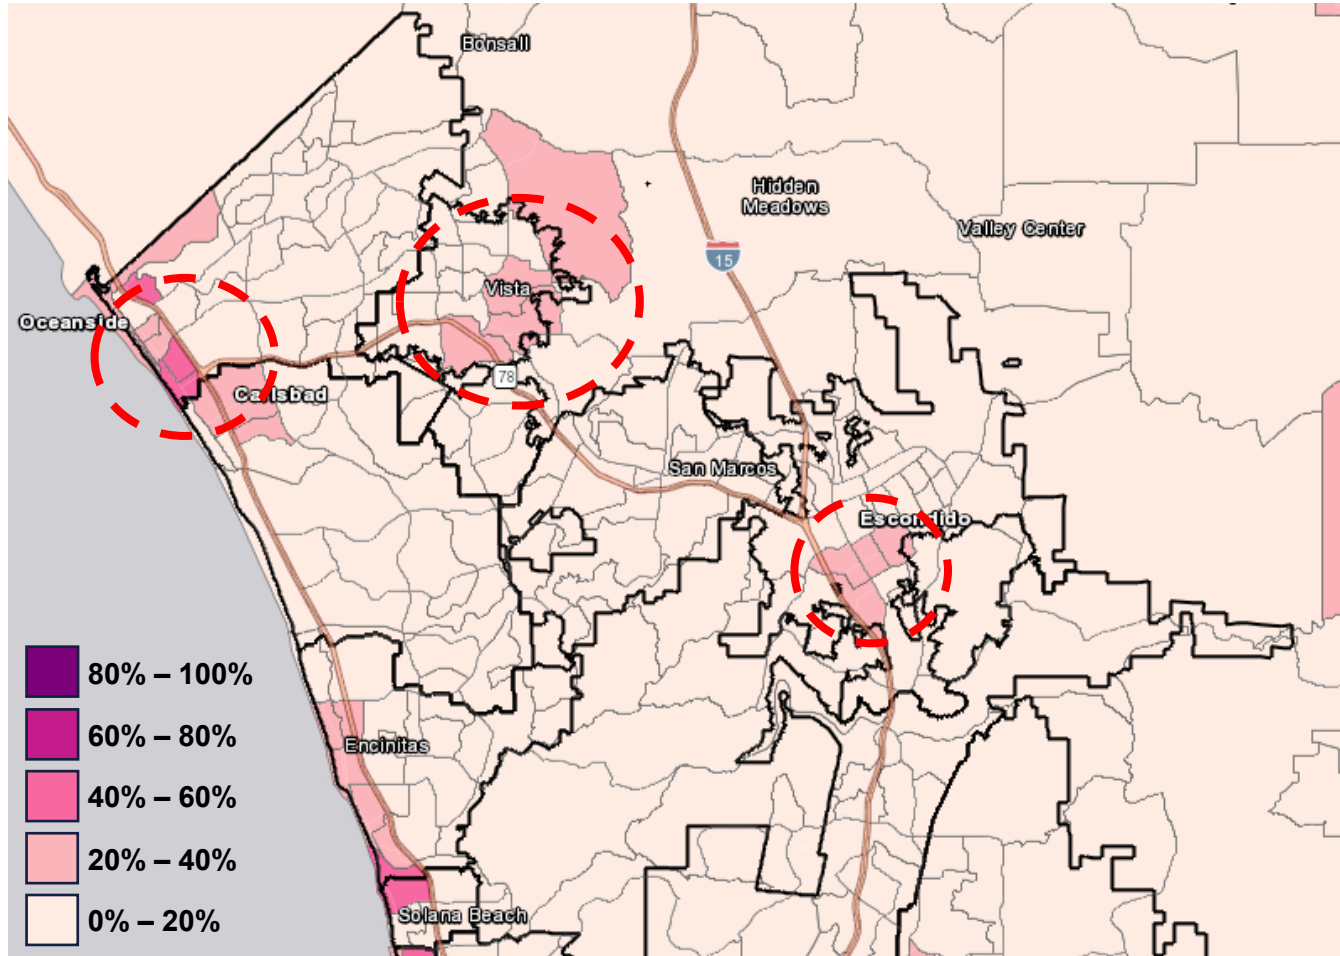 Bonsall
Hidden
Meadows
Valley Center
15
Vista
Oceanside
78
Carlsbad
San Marcos
Escondido
Encinitas
Solana Beach
80% – 100%
60% – 80%
40% – 60%
20% – 40%
0% – 20%